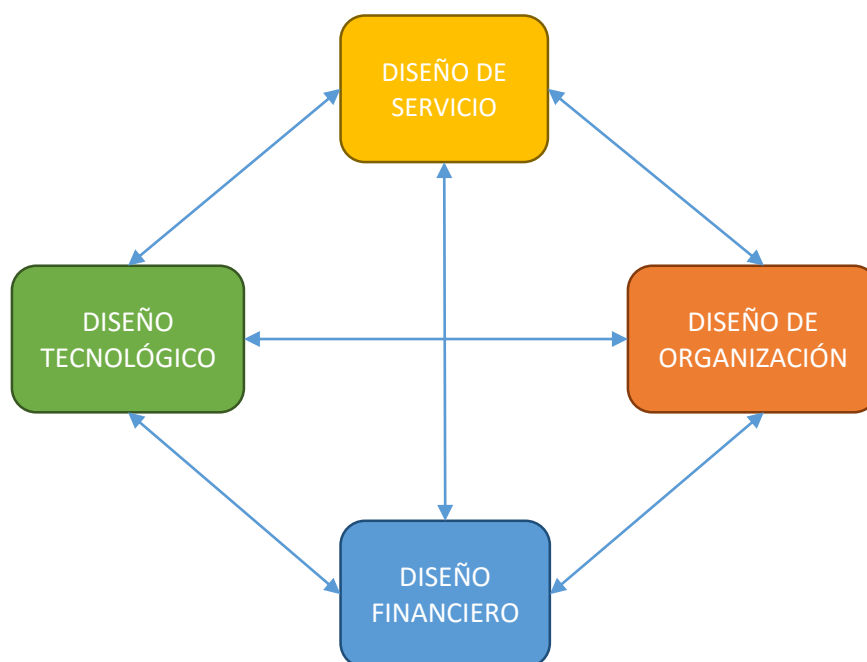 DISEÑO DE
SERVICIO
DISEÑO
TECNOLÓGICO
DISEÑO DE
ORGANIZACIÓN
DISEÑO
FINANCIERO